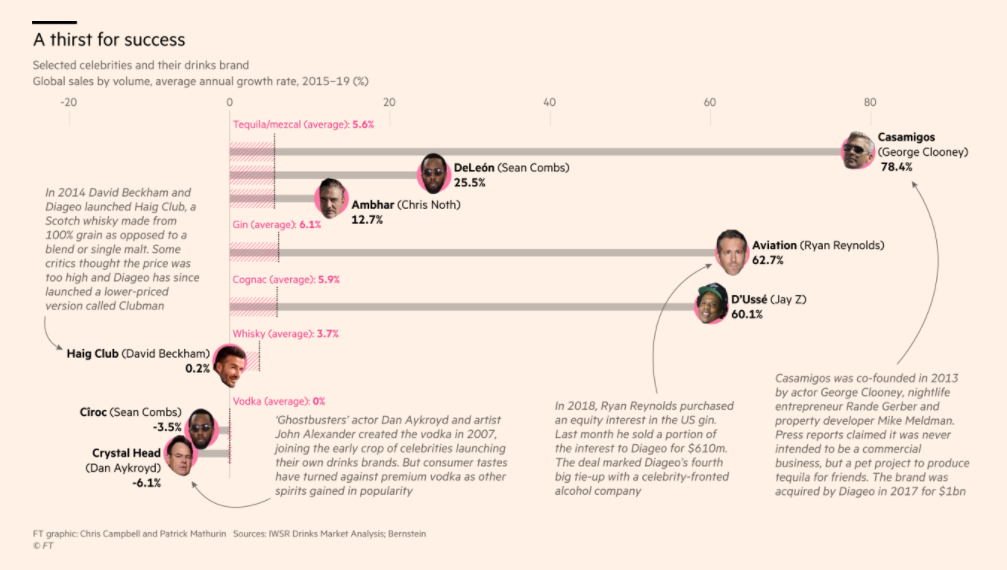 A thirst for success
Selected celebrities and their drinks brand
Global sales by volume, average annual growth rate, 2015–19 (%)
-20
0
20
40
60
80
Tequila/mezcal (average): 5.6%
Casamigos
(George Clooney)
78.4%
DeLeón (Sean Combs)
25.5%
Ambhar (Chris Noth)
12.7%
In 2014 David Beckham and
Diageo launched Haig Club, a
Scotch whisky made from
100% grain as opposed to a
blend or single malt. Some
critics thought the price was
too high and Diageo has since
launched a lower-priced
version called Clubman
Gin (average): 6.1%
Aviation (Ryan Reynolds)
62.7%
Cognac (average): 5.9%
D'Ussé (Jay Z)
60.1%
Whisky (average): 3.7%
Haig Club (David Beckham)
0.2%
Vodka (average): 0%
Ciroc (Sean Combs)
-3.5%
Crystal Head
(Dan Aykroyd)
-6.1%
'Ghostbusters' actor Dan Aykroyd and artist
John Alexander created the vodka in 2007,
joining the early crop of celebrities launching
their own drinks brands. But consumer tastes
have turned against premium vodka as other
spirits gained in popularity
In 2018, Ryan Reynolds purchased
an equity interest in the US gin.
Last month he sold a portion of
the interest to Diageo for $610m.
The deal marked Diageo's fourth
big tie-up with a celebrity-fronted
alcohol company
Casamigos was co-founded in 2013
by actor George Clooney, nightlife
entrepreneur Rande Gerber and
property developer Mike Meldman.
Press reports claimed it was never
intended to be a commercial
business, but a pet project to produce
tequila for friends. The brand was
acquired by Diageo in 2017 for $1bn
FT graphic: Chris Campbell and Patrick Mathurin Sources: IWSR Drinks Market Analysis; Bernstein
© FT